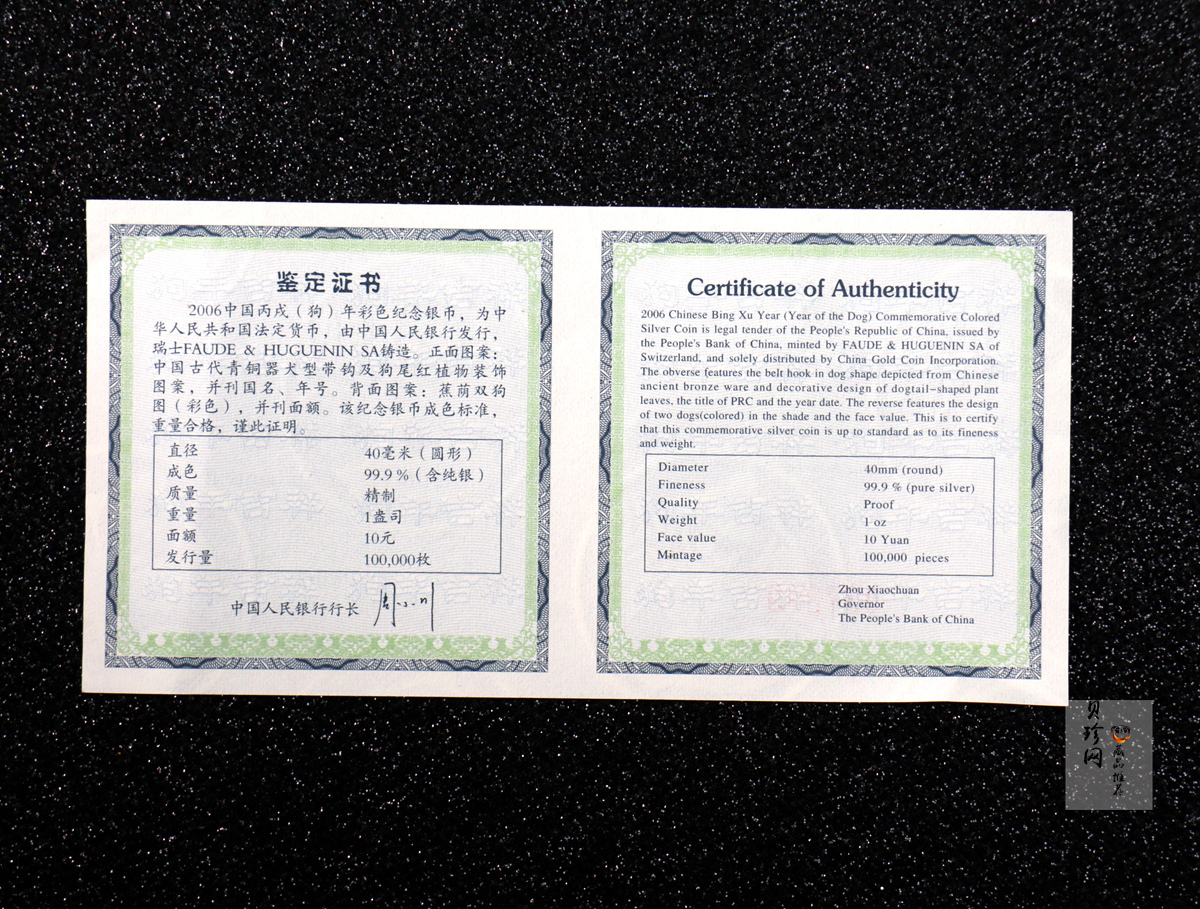 鉴定证书
2006中国丙戌（狗）年彩色纪念银币，为中
华人民共和国法定货币，由中国人民银行发行，
瑞士FAUDE & HUGUENIN SA铸造。正面图案：
中国古代青铜器犬型带钩及狗尾红植物装饰
图案，并刊国名、年号。背面图案：蕉荫双狗
图（彩色），并刊面额。该纪念银币成色标准，
重量合格，谨此证明。
直径 40毫米（圆形）
成色 99.9％（含纯银）
质量 精制
重量 1盎司
面额 10元
发行量 100,000枚
中国人民银行行长
Certificate of Authenticity
2006 Chinese Bing Xu Year (Year of the Dog) Commemorative Colored
Silver Coin is legal tender of the People's Republic of China, issued by
the People's Bank of China, minted by FAUDE & HUGUENIN SA of
Switzerland, and solely distributed by China Gold Coin Incorporation.
The obverse features the belt hook in dog shape depicted from Chinese
ancient bronze ware and decorative design of dogtail-shaped plant
leaves, the title of PRC and the year date. The reverse features the design
of two dogs(colored) in the shade and the face value. This is to certify
that this commemorative silver coin is up to standard as to its fineness
and weight.
Diameter 40mm (round)
Fineness 99.9 % (pure silver)
Quality Proof
Weight 1 oz
Face value 10 Yuan
Mintage 100,000 pieces
Zhou Xiaochuan
Governor
The People's Bank of China
贝珍网
藏品推荐